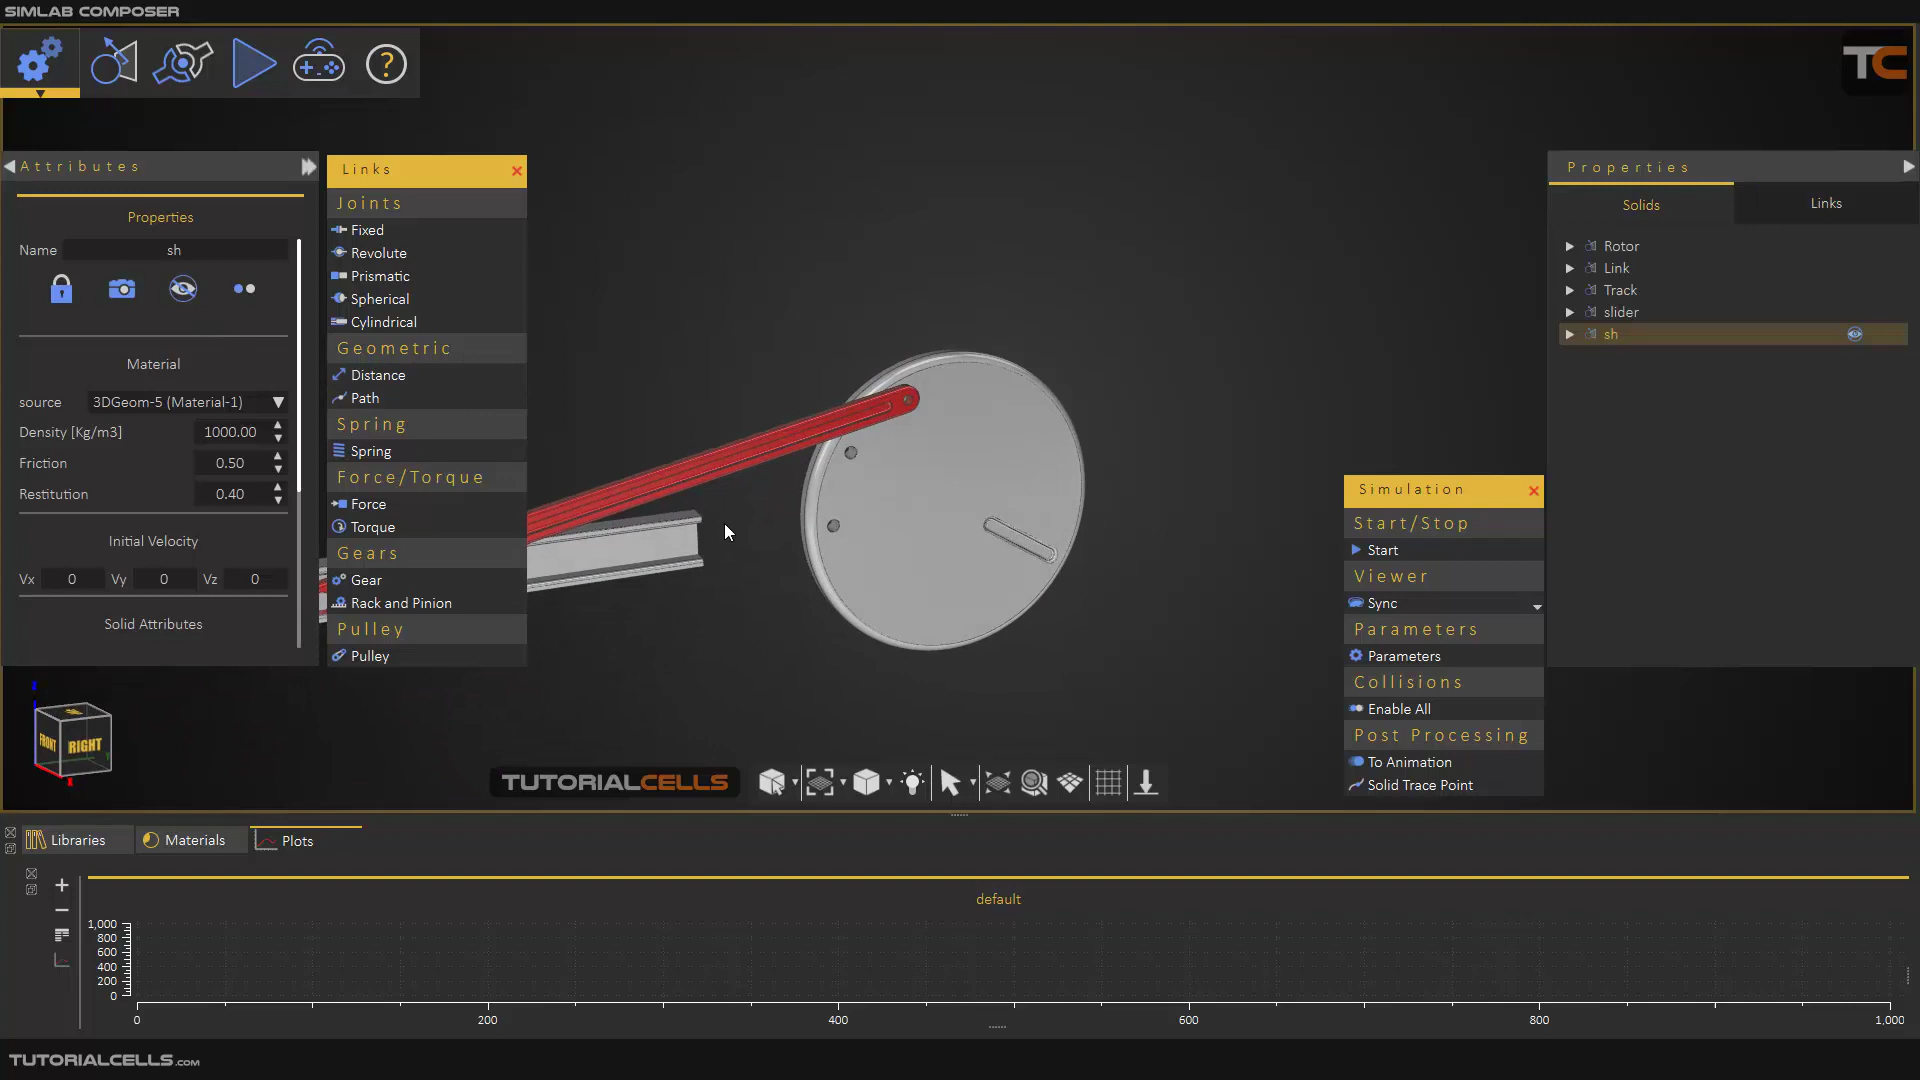 SIMLAB COMPOSER
TC
Attributes
Properties
Name sh
Material
source 3DGeom-5 (Material-1)
Density [Kg/m3] 1000.00
Friction 0.50
Restitution 0.40
Initial Velocity
Vx 0 Vy 0 Vz 0
Solid Attributes
Links
Joints
Fixed
Revolute
Prismatic
Spherical
Cylindrical
Geometric
Distance
Path
Spring
Spring
Force/Torque
Force
Torque
Gears
Gear
Rack and Pinion
Pulley
Pulley
Properties
Solids Links
Rotor
Link
Track
slider
sh
Simulation
Start/Stop
Start
Viewer
Sync
Parameters
Parameters
Collisions
Enable All
Post Processing
To Animation
Solid Trace Point
FRONT RIGHT
TUTORIALCELLS
Libraries Materials Plots
default
1,000
800
600
400
200
0
0 200 400 600 800 1,000
TUTORIALCELLS.COM